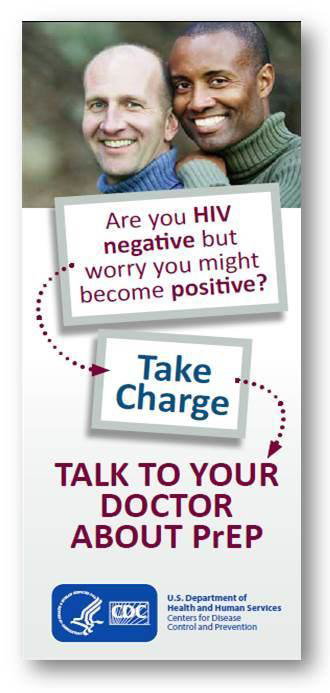 Are you HIV
negative but
worry you might
become positive?
Take
Charge
TALK TO YOUR
DOCTOR
ABOUT PrEP
CDC
U.S. Department of
Health and Human Services
Centers for Disease
Control and Prevention